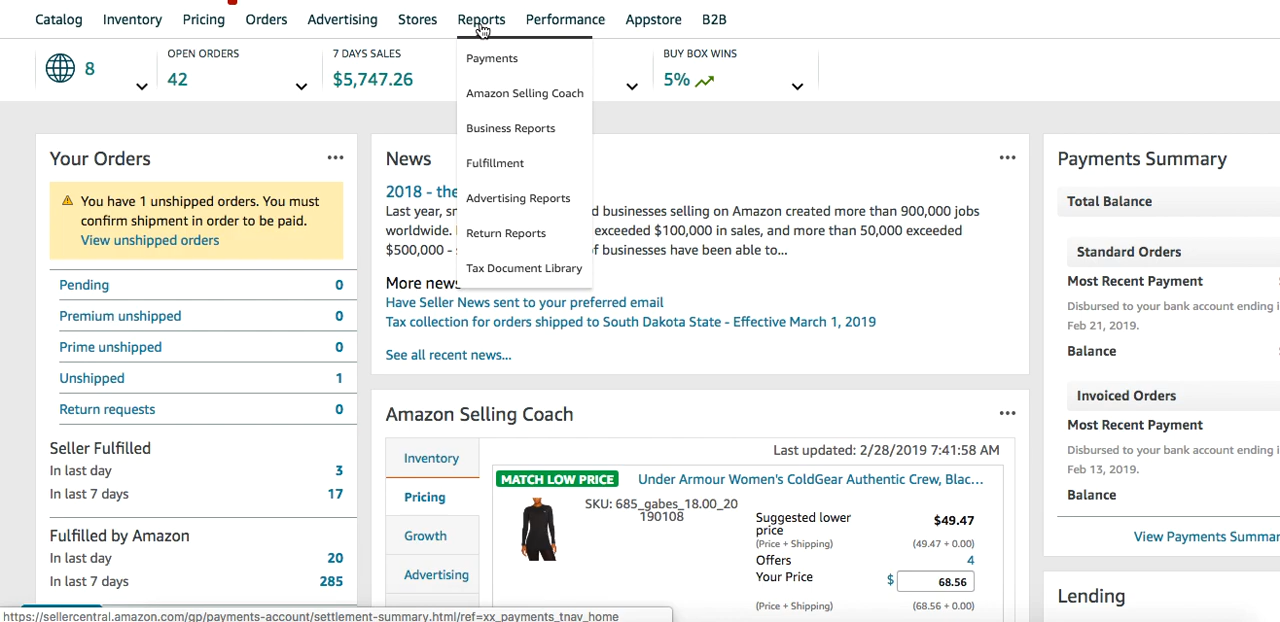 Catalog Inventory Pricing Orders Advertising Stores Reports Performance Appstore B2B
8
OPEN ORDERS
42
7 DAYS SALES
$5,747.26
BUY BOX WINS
5%
Payments
Amazon Selling Coach
Business Reports
Fulfillment
Advertising Reports
Return Reports
Tax Document Library
Your Orders
You have 1 unshipped orders. You must
confirm shipment in order to be paid.
View unshipped orders
Pending 0
Premium unshipped 0
Prime unshipped 0
Unshipped 1
Return requests 0
Seller Fulfilled
In last day 3
In last 7 days 17
Fulfilled by Amazon
In last day 20
In last 7 days 285
News
2018 - the
Last year, d businesses selling on Amazon created more than 900,000 jobs
worldwide. exceeded $100,000 in sales, and more than 50,000 exceeded
$500,000 - of businesses have been able to...
More news
Have Seller News sent to your preferred email
Tax collection for orders shipped to South Dakota State - Effective March 1, 2019
See all recent news...
Amazon Selling Coach
Inventory
Pricing
Growth
Advertising
Last updated: 2/28/2019 7:41:58 AM
MATCH LOW PRICE Under Armour Women's ColdGear Authentic Crew, Blac...
SKU: 685_gabes_18.00_20
190108
Suggested lower
price $49.47
(Price + Shipping) (49.47 + 0.00)
Offers 4
Your Price $ 68.56
(Price + Shipping) (68.56 + 0.00)
Payments Summary
Total Balance
Standard Orders
Most Recent Payment
Disbursed to your bank account ending i
Feb 21, 2019.
Balance
Invoiced Orders
Most Recent Payment
Disbursed to your bank account ending i
Feb 13, 2019.
Balance
View Payments Summar
Lending
https://sellercentral.amazon.com/gp/payments-account/settlement-summary.html/ref=xx_payments_tnav_home